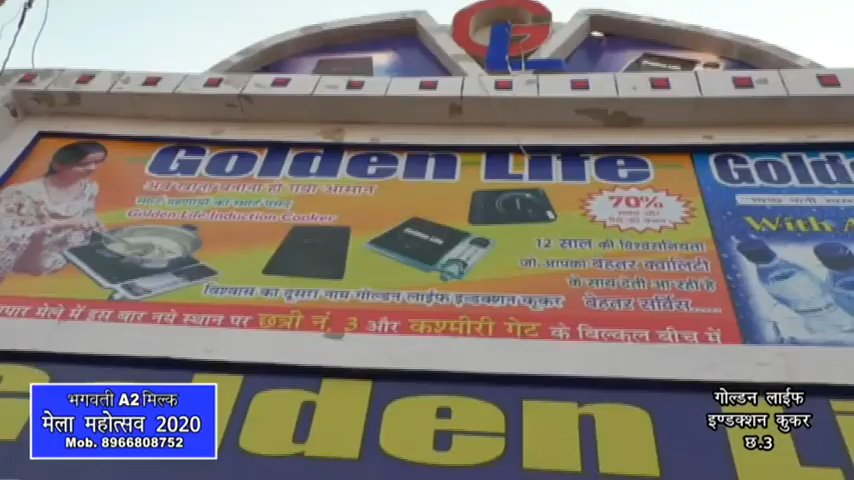 GL
Golden Life
Golden
अब खाना बनाना हो गया आसान
Golden Life Induction Cooker
70%
With
12 साल की विश्वसनियता
जो आपको बेहतर क्वालिटी
के साथ देती आ रही है
बेहतर सर्विस.....
Golden Life
विश्वास का दूसरा नाम गोल्डन लाईफ इन्डक्शन कुकर
मेले में इस बार नये स्थान पर छत्री नं. 3 और कश्मीरी गेट के बिल्कुल बीच में
भगवती A2 मिल्क
मेला महोत्सव 2020
Mob. 8966808752
गोल्डन लाईफ
इण्डक्शन कुकर
छ.3